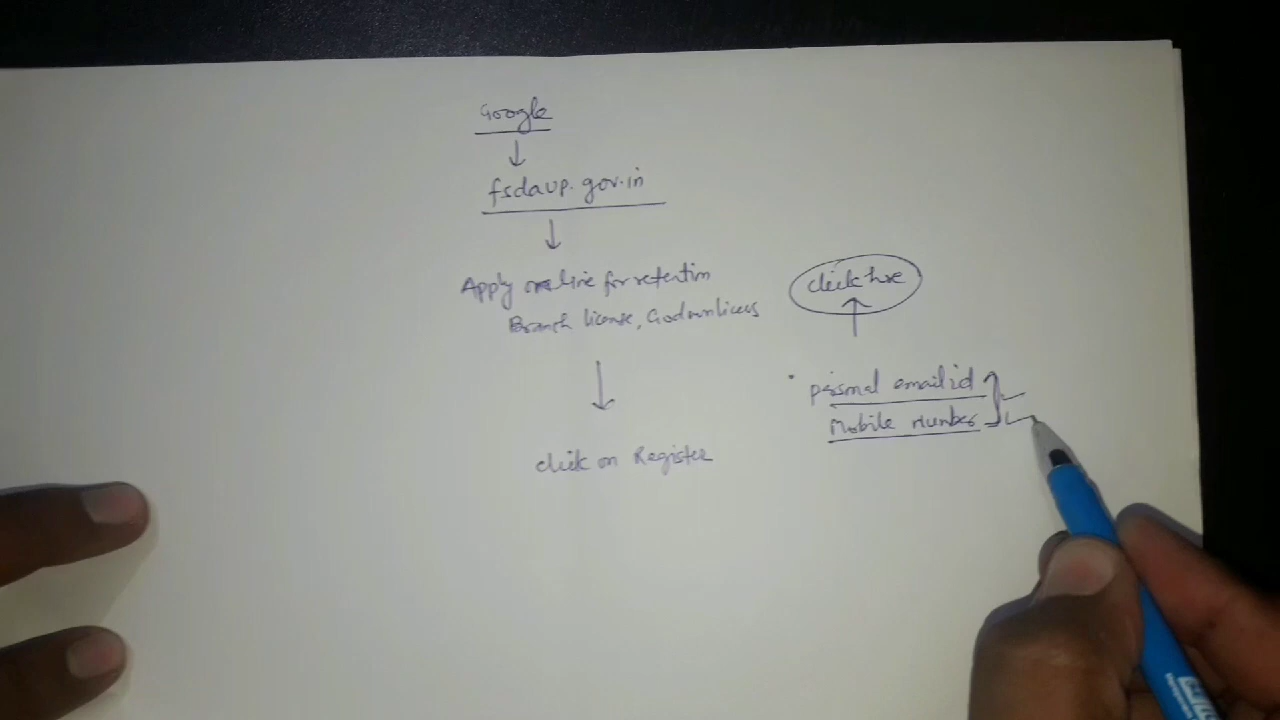 Google
fsdaup.gov.in
Apply online for retention
Branch license, Godown licens
click on Register
click here
personal email id
Mobile Number